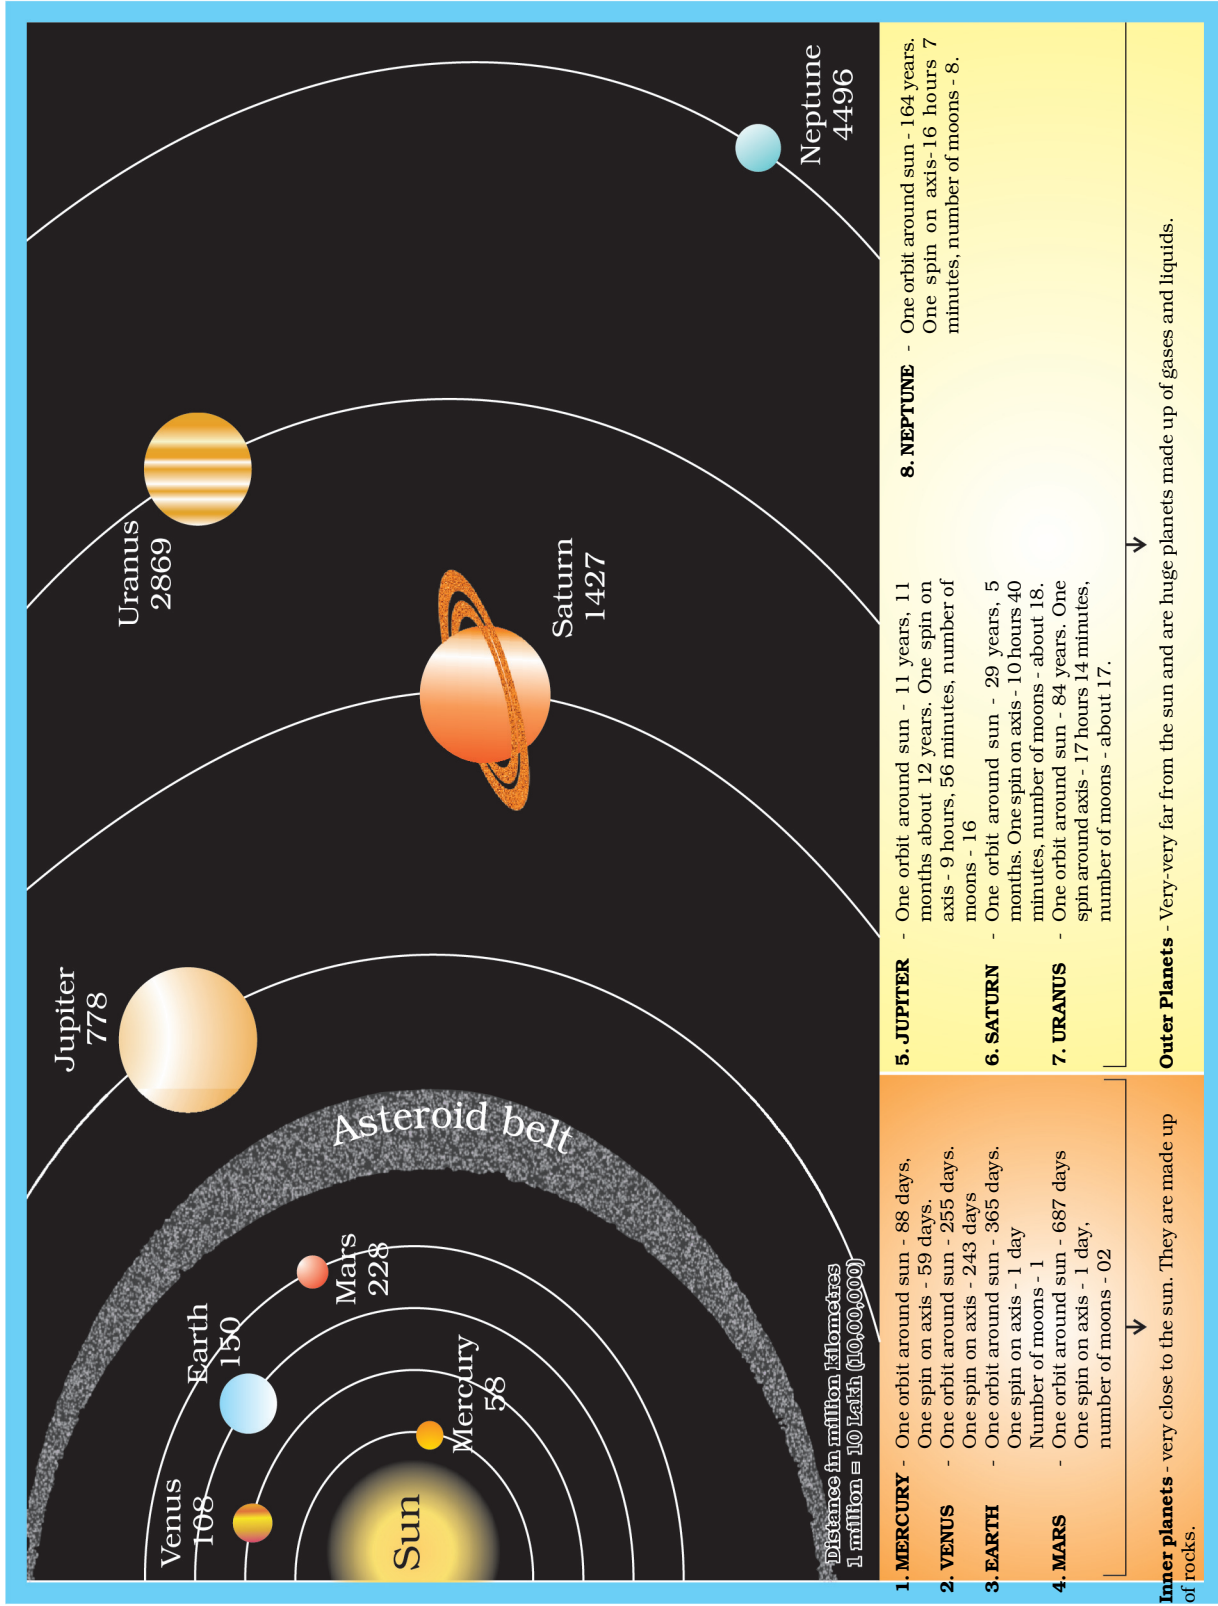 Neptune
4496
Uranus
2869
Saturn
1427
Jupiter
778
Asteroid belt
Mars
228
Earth
150
Venus
108
Mercury
58
Sun
Distance in million kilometres
1 million = 10 Lakh (10,00,000)
1. MERCURY - One orbit around sun - 88 days,
One spin on axis - 59 days.
2. VENUS - One orbit around sun - 255 days.
One spin on axis - 243 days
3. EARTH - One orbit around sun - 365 days.
One spin on axis - 1 day
Number of moons - 1
4. MARS - One orbit around sun - 687 days
One spin on axis - 1 day,
number of moons - 02
Inner planets - very close to the sun. They are made up
of rocks.
5. JUPITER - One orbit around sun - 11 years, 11
months about 12 years. One spin on
axis - 9 hours, 56 minutes, number of
moons - 16
6. SATURN - One orbit around sun - 29 years, 5
months. One spin on axis - 10 hours 40
minutes, number of moons - about 18.
7. URANUS - One orbit around sun - 84 years. One
spin around axis - 17 hours 14 minutes,
number of moons - about 17.
8. NEPTUNE - One orbit around sun - 164 years.
One spin on axis-16 hours 7
minutes, number of moons - 8.
Outer Planets - Very-very far from the sun and are huge planets made up of gases and liquids.